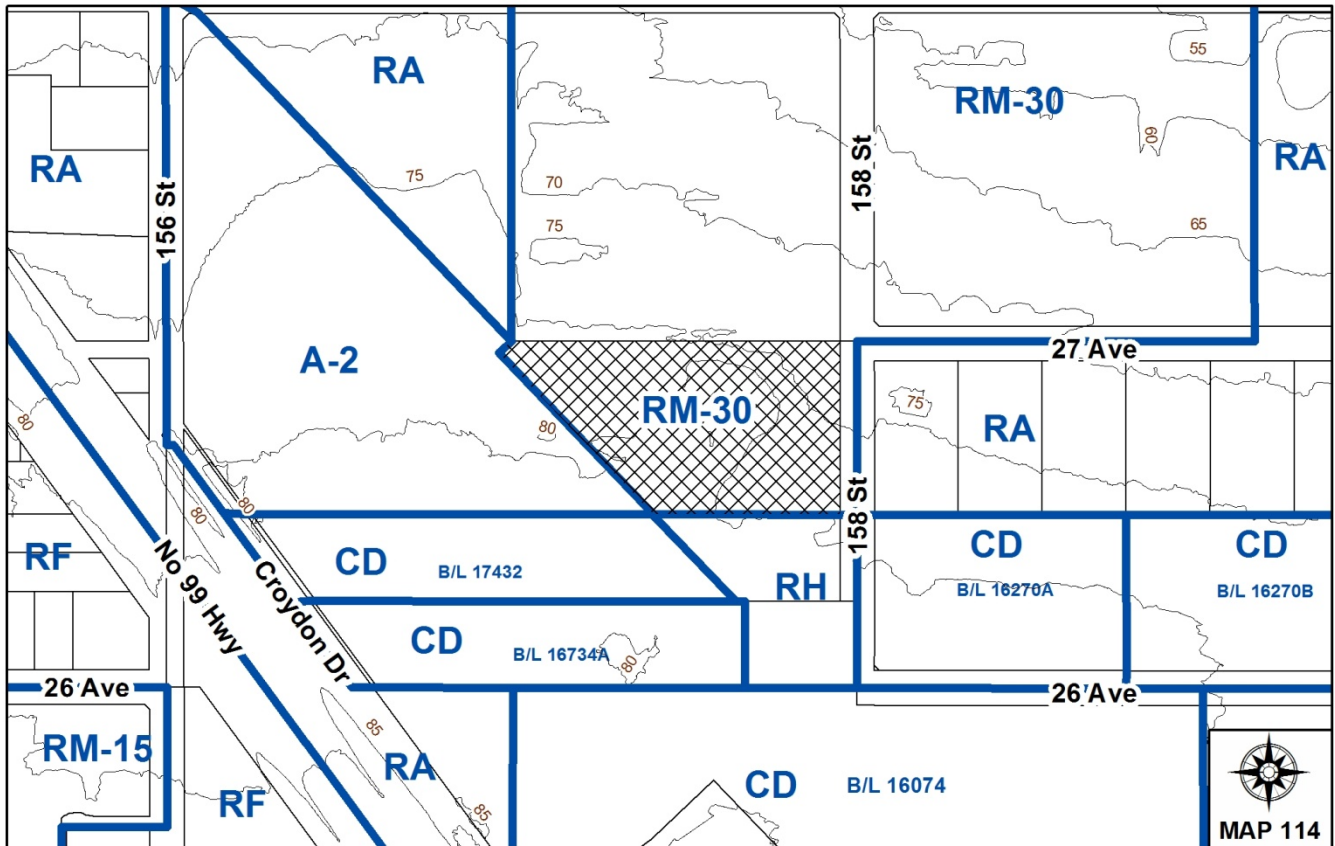 55
RA
RM-30
60
RA
RA
158 St
75
70
75
65
156 St
27 Ave
A-2
RM-30
75
80
RA
80
80
80
158 St
No 99 Hwy
RF
Croydon Dr
CD
B/L 17432
RH
CD
B/L 16270A
CD
B/L 16270B
CD
B/L 16734A
80
26 Ave
26 Ave
RM-15
85
RA
RF
85
CD
B/L 16074
MAP 114